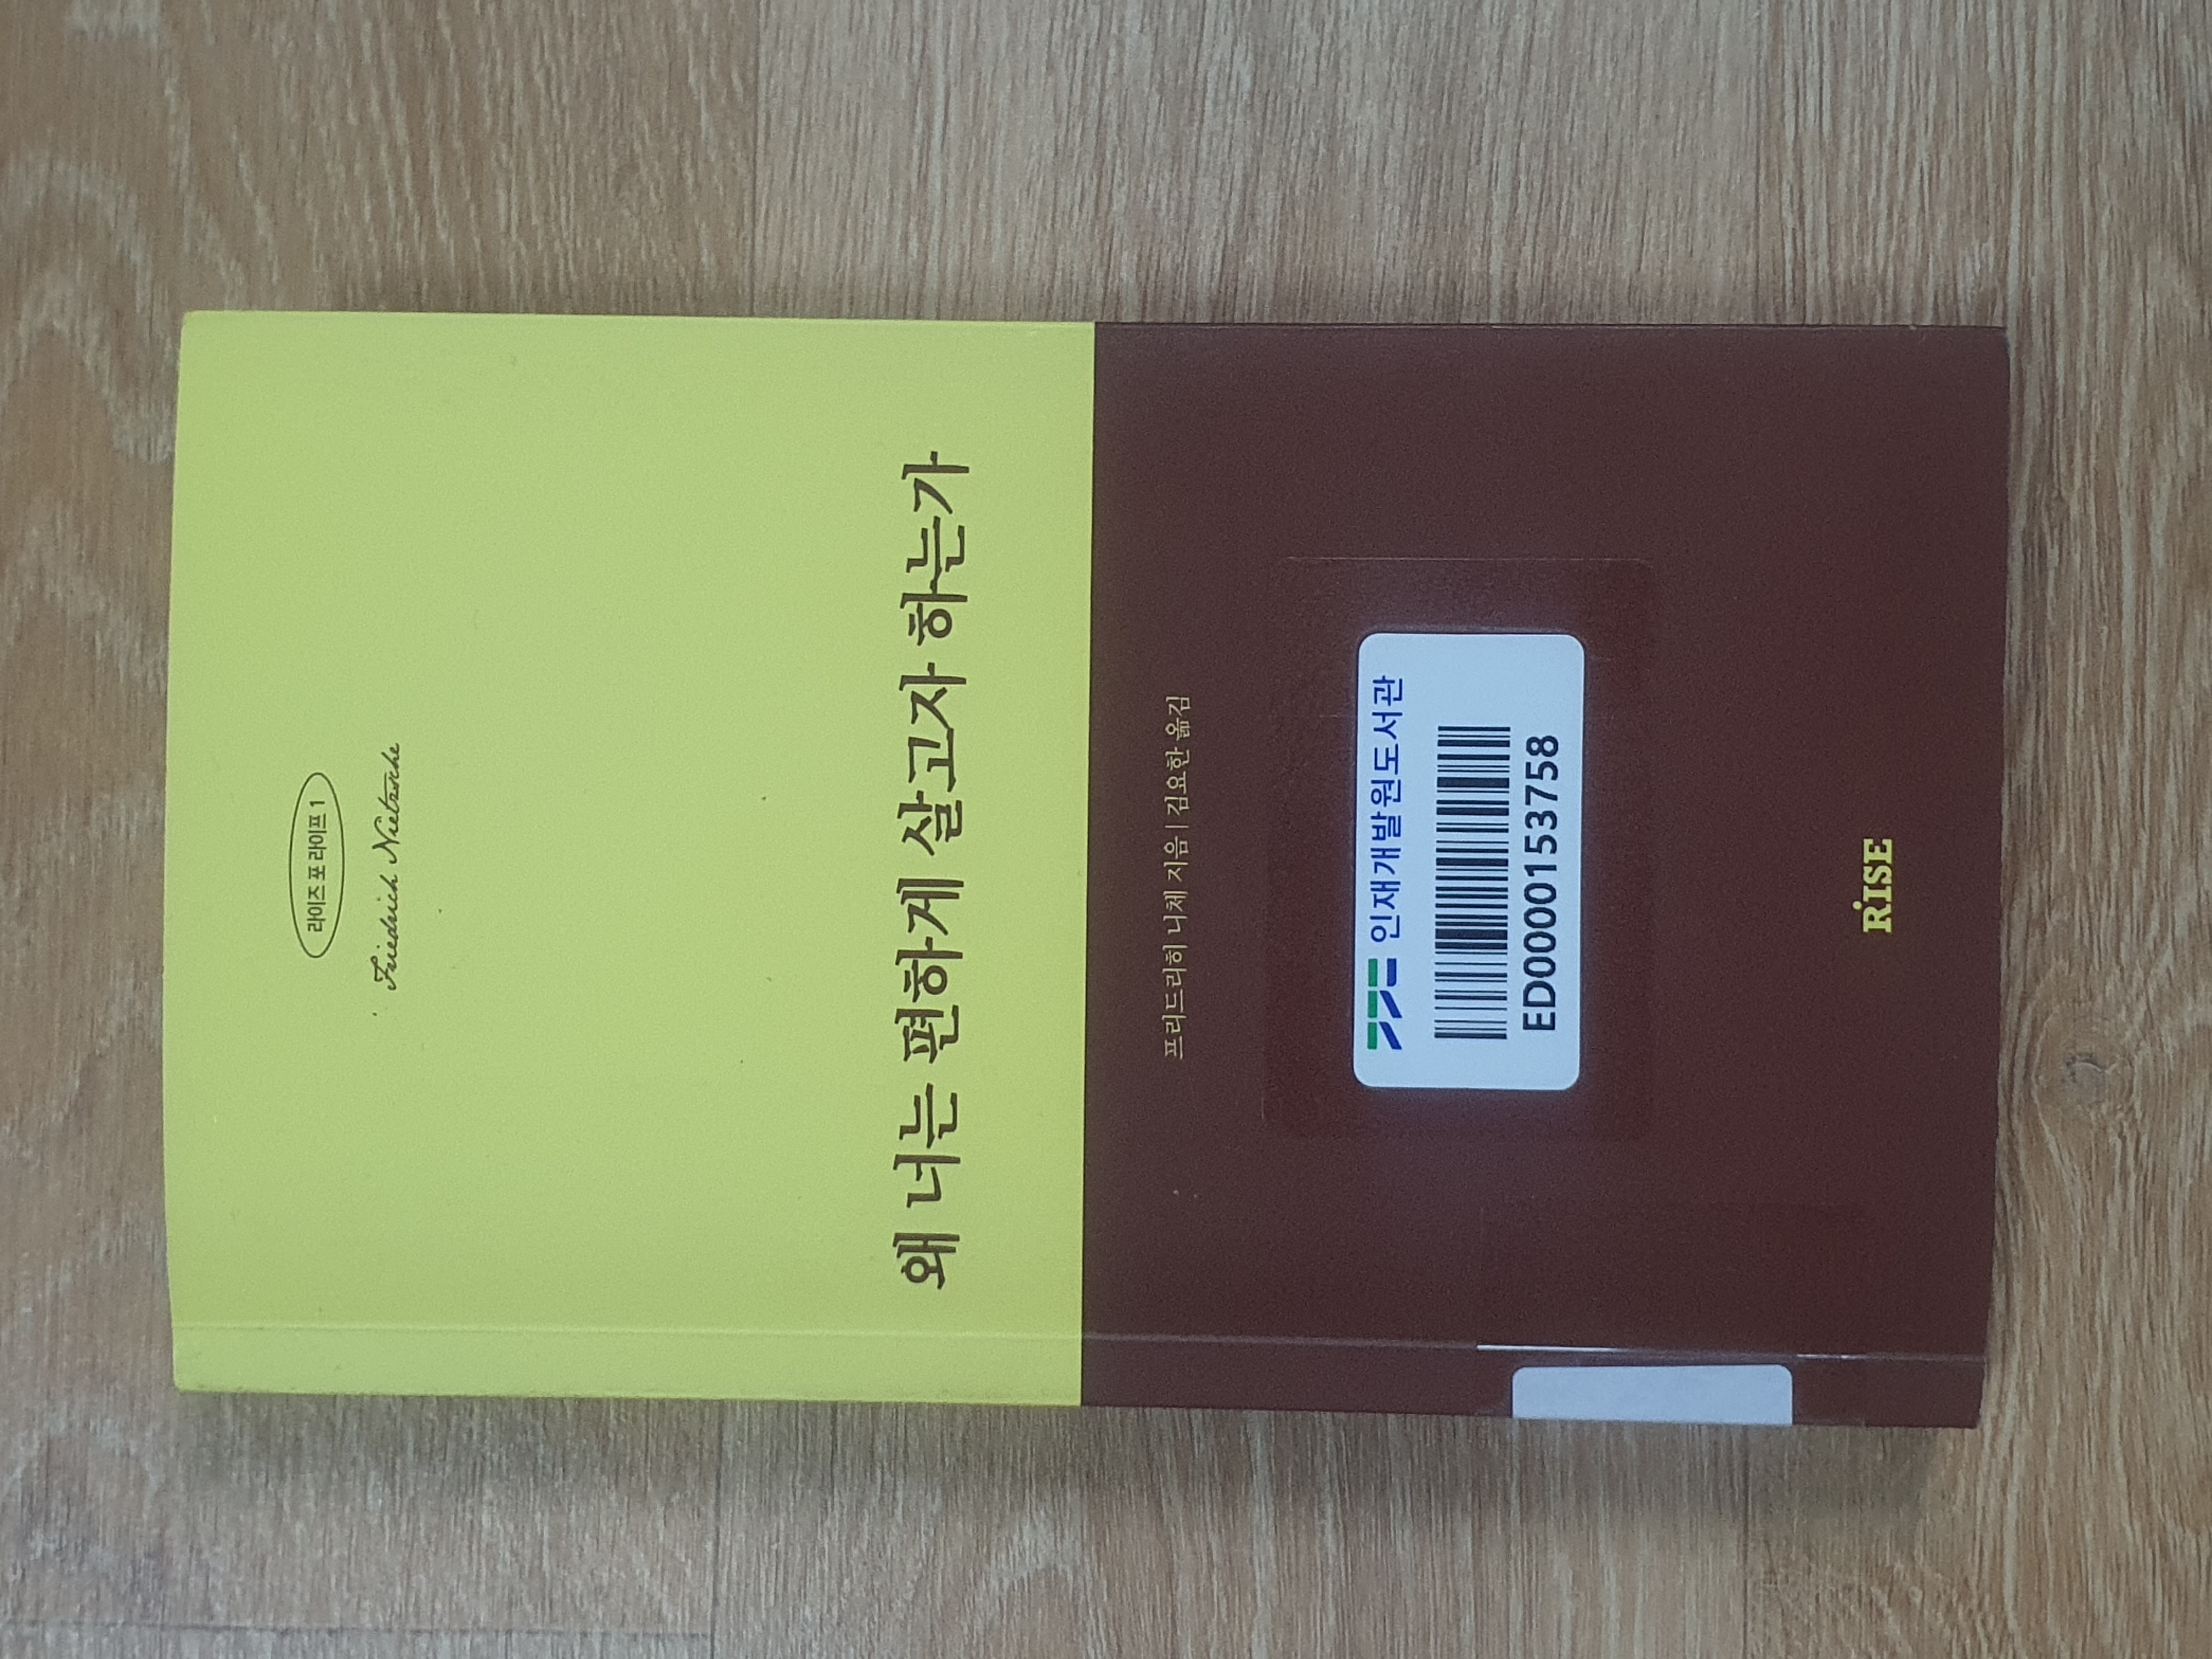 라이즈 포 라이프 1
Friedrich Nietzsche
왜 너는 편하게 살고자 하는가
프리드리히 니체 지음 | 김요한 옮김
인재개발원도서관
ED0000153758
RISE